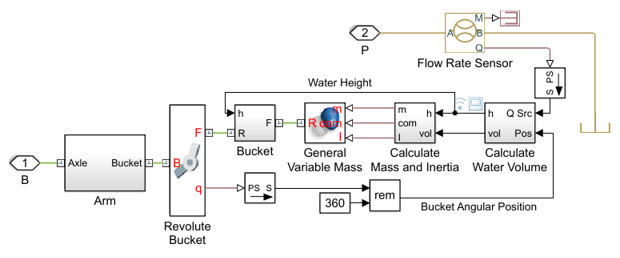 M
2
A
B
P
Q
Flow Rate Sensor
PS
S
Water Height
h
F
R
Bucket
m
R com
I
General
Variable Mass
m
h
com
vol
I
Calculate
Mass and Inertia
h
Q Src
vol
Pos
Calculate
Water Volume
1
B
Axle
Bucket
Arm
F
B
q
Revolute
Bucket
PS S
360
rem
Bucket Angular Position